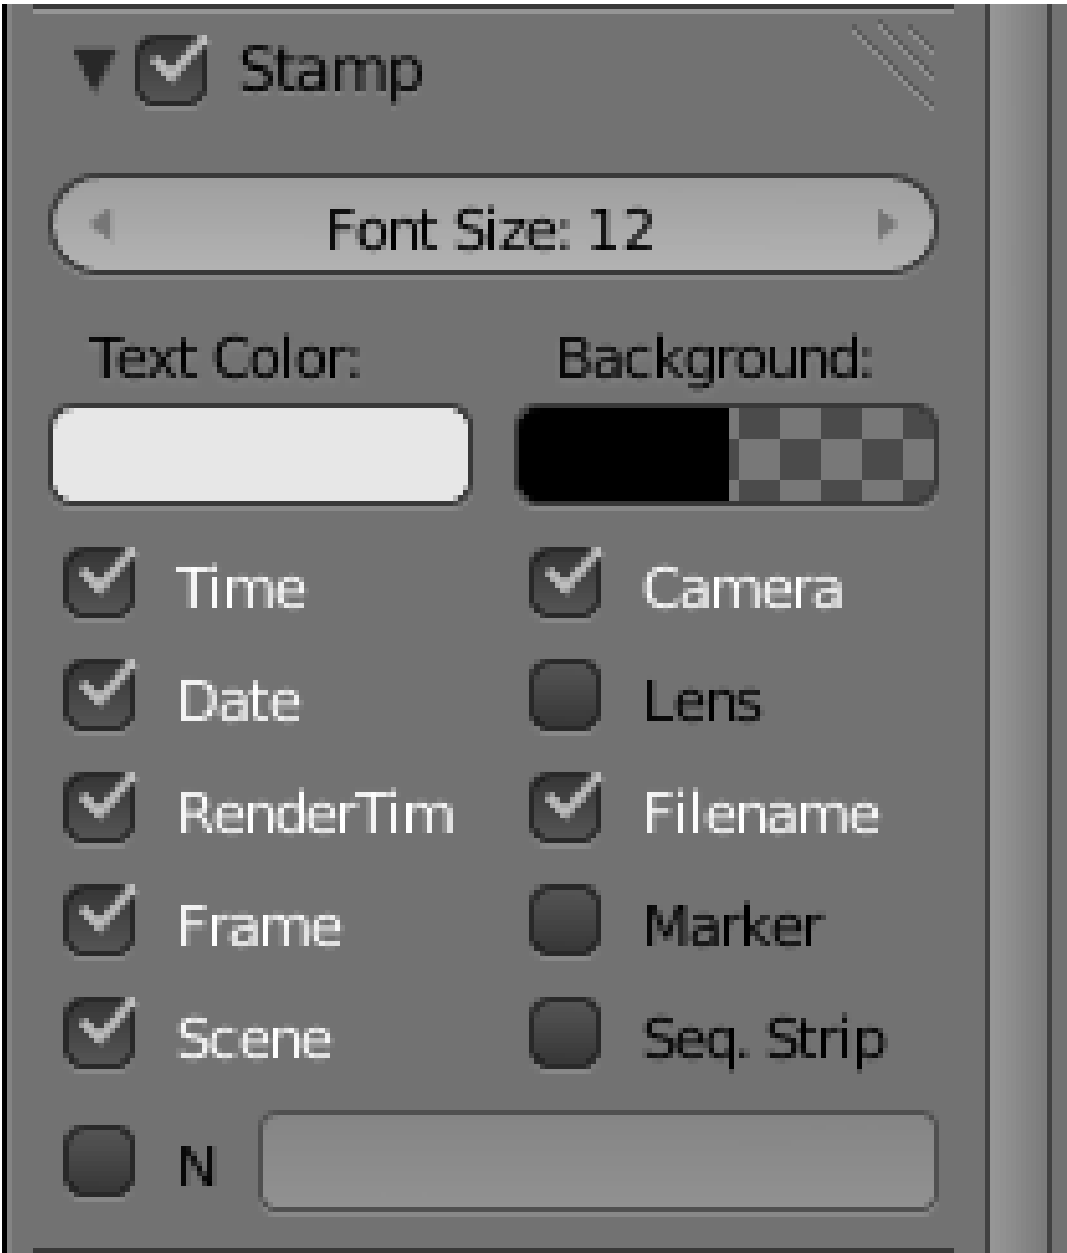 Stamp
Font Size: 12
Text Color: Background:
Time Camera
Date Lens
RenderTim Filename
Frame Marker
Scene Seq. Strip
N